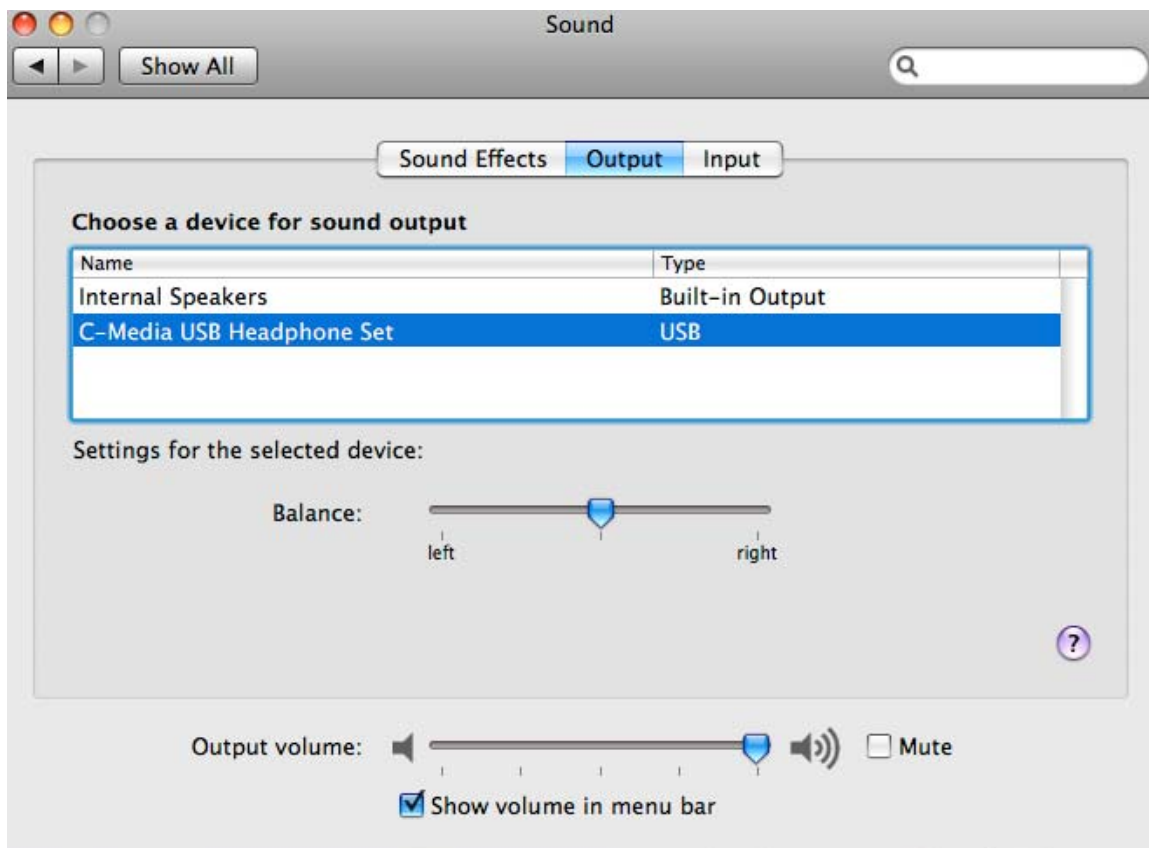 Sound
Show All
Sound Effects Output Input
Choose a device for sound output
Name Type
Internal Speakers Built-in Output
C-Media USB Headphone Set USB
Settings for the selected device:
Balance:
left right
?
Output volume: Mute
Show volume in menu bar